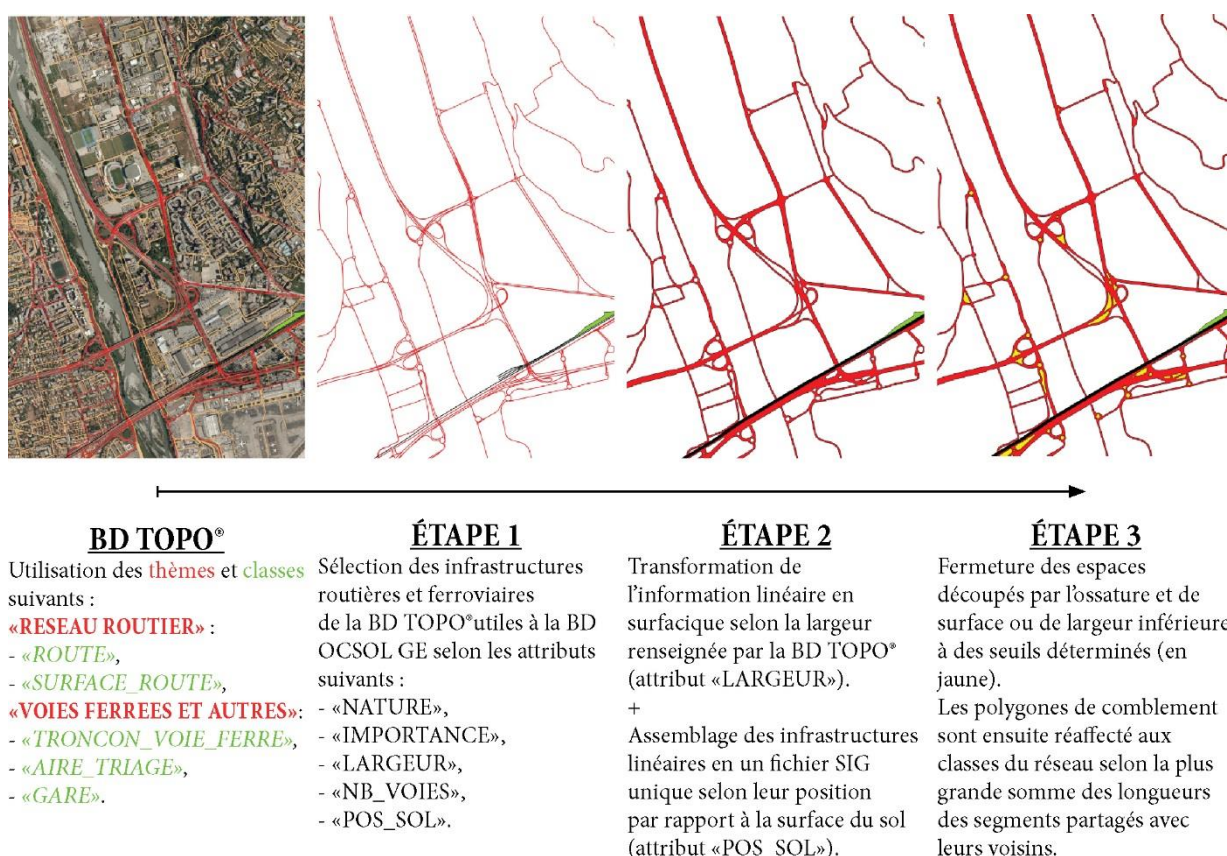 BD TOPO®
Utilisation des thèmes et classes
suivants :
«RESEAU ROUTIER» :
- «ROUTE»,
- «SURFACE_ROUTE»,
«VOIES FERREES ET AUTRES»:
- «TRONCON_VOIE_FERRE»,
- «AIRE_TRIAGE»,
- «GARE».
ÉTAPE 1
Sélection des infrastructures
routières et ferroviaires
de la BD TOPO®utiles à la BD
OCSOL GE selon les attributs
suivants :
- «NATURE»,
- «IMPORTANCE»,
- «LARGEUR»,
- «NB_VOIES»,
- «POS_SOL».
ÉTAPE 2
Transformation de
l'information linéaire en
surfacique selon la largeur
renseignée par la BD TOPO®
(attribut «LARGEUR»).
+
Assemblage des infrastructures
linéaires en un fichier SIG
unique selon leur position
par rapport à la surface du sol
(attribut «POS_SOL»).
ÉTAPE 3
Fermeture des espaces
découpés par l'ossature et de
surface ou de largeur inférieure
à des seuils déterminés (en
jaune).
Les polygones de comblement
sont ensuite réaffecté aux
classes du réseau selon la plus
grande somme des longueurs
des segments partagés avec
leurs voisins.